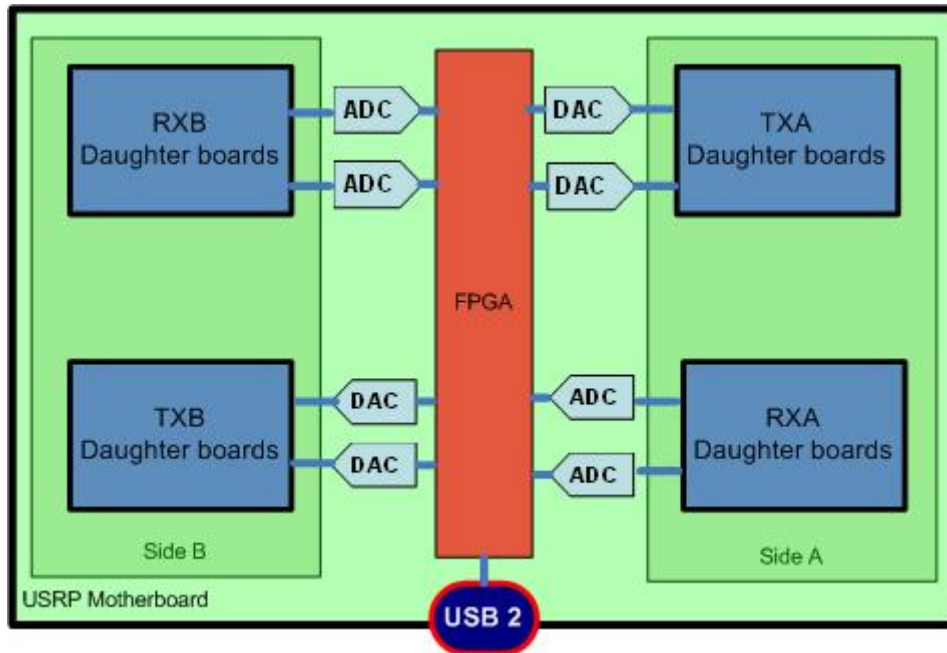 RXB
Daughter boards
ADC
ADC
FPGA
DAC
DAC
TXA
Daughter boards
TXB
Daughter boards
DAC
DAC
ADC
ADC
RXA
Daughter boards
Side B
Side A
USRP Motherboard
USB 2